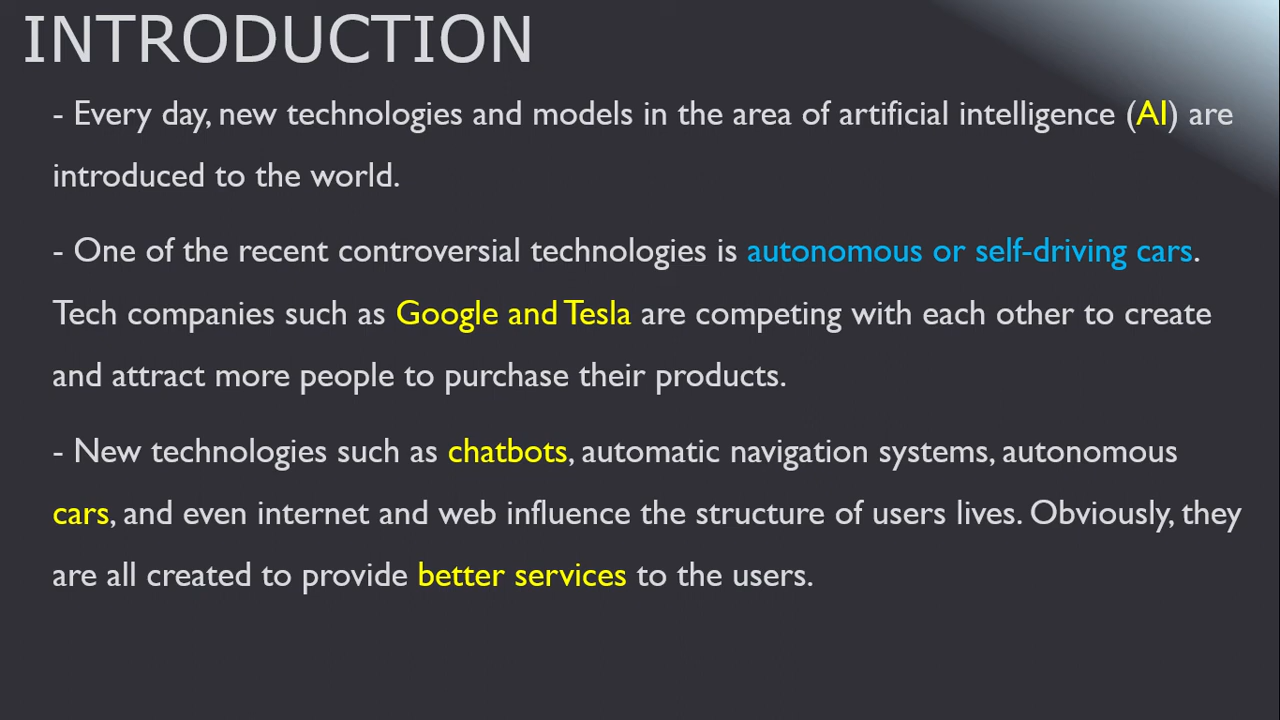 INTRODUCTION
- Every day, new technologies and models in the area of artificial intelligence (AI) are
introduced to the world.
- One of the recent controversial technologies is autonomous or self-driving cars.
Tech companies such as Google and Tesla are competing with each other to create
and attract more people to purchase their products.
- New technologies such as chatbots, automatic navigation systems, autonomous
cars, and even internet and web influence the structure of users lives. Obviously, they
are all created to provide better services to the users.